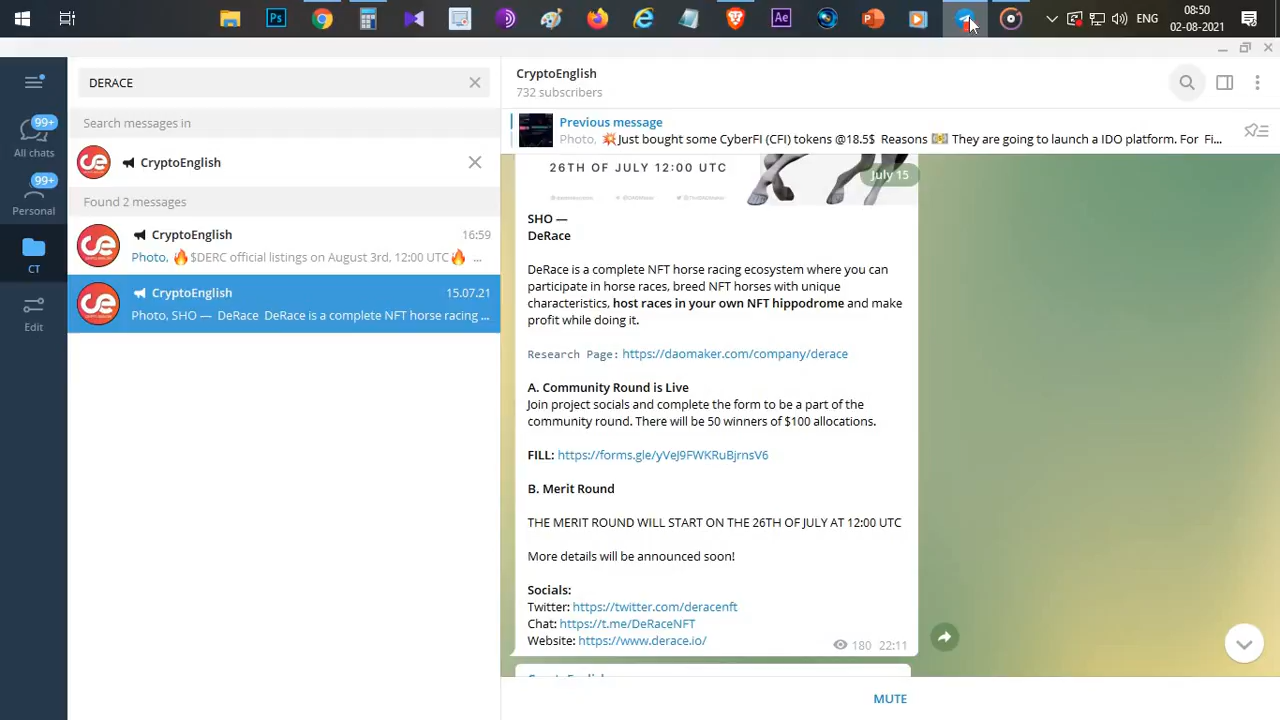 Ps
Ae
ENG
08:50
02-08-2021
DERACE
CryptoEnglish
732 subscribers
Previous message
Photo, 💥Just bought some CyberFI (CFI) tokens @18.5$ Reasons 💴 They are going to launch a IDO platform. For Fi...
99+
All chats
99+
Personal
CT
Edit
Search messages in
CryptoEnglish
Found 2 messages
CryptoEnglish 16:59
Photo, 🔥$DERC official listings on August 3rd, 12:00 UTC🔥 ...
CryptoEnglish 15.07.21
Photo, SHO — DeRace DeRace is a complete NFT horse racing ...
26TH OF JULY 12:00 UTC
July 15
SHO —
DeRace
DeRace is a complete NFT horse racing ecosystem where you can
participate in horse races, breed NFT horses with unique
characteristics, host races in your own NFT hippodrome and make
profit while doing it.
Research Page: https://daomaker.com/company/derace
A. Community Round is Live
Join project socials and complete the form to be a part of the
community round. There will be 50 winners of $100 allocations.
FILL: https://forms.gle/yVeJ9FWKRuBjrnsV6
B. Merit Round
THE MERIT ROUND WILL START ON THE 26TH OF JULY AT 12:00 UTC
More details will be announced soon!
Socials:
Twitter: https://twitter.com/deracenft
Chat: https://t.me/DeRaceNFT
Website: https://www.derace.io/
180 22:11
MUTE